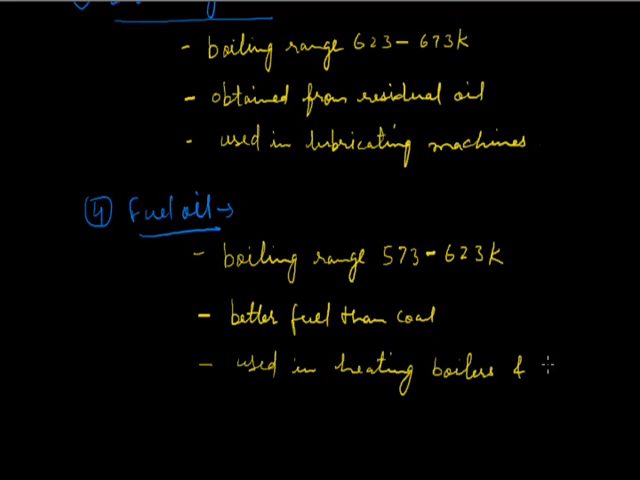 - boiling range 623 - 673k
- obtained from residual oil
- used in lubricating machines
④ Fuel oil →
- boiling range 573 - 623k
- better fuel than coal
- used in heating boilers &